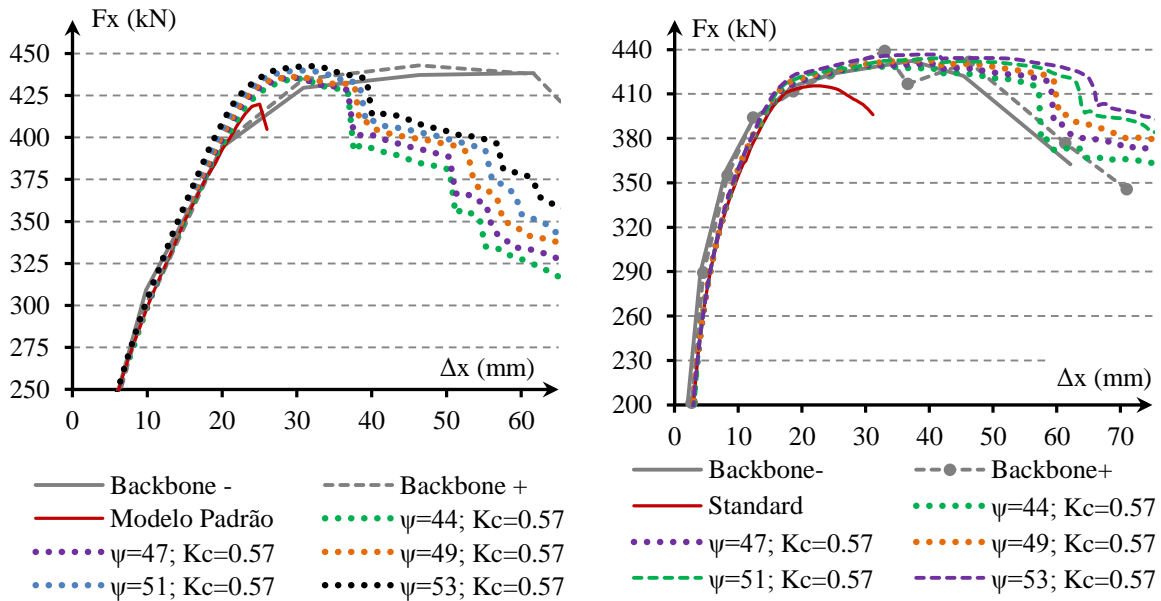 Fx (kN)
450
425
400
375
350
325
300
275
250
Δx (mm)
0 10 20 30 40 50 60
Backbone - Backbone +
Modelo Padrão ψ=44; Kc=0.57
ψ=47; Kc=0.57 ψ=49; Kc=0.57
ψ=51; Kc=0.57 ψ=53; Kc=0.57
Fx (kN)
440
410
380
350
320
290
260
230
200
Δx (mm)
0 10 20 30 40 50 60 70
Backbone- Backbone+
Standard ψ=44; Kc=0.57
ψ=47; Kc=0.57 ψ=49; Kc=0.57
ψ=51; Kc=0.57 ψ=53; Kc=0.57